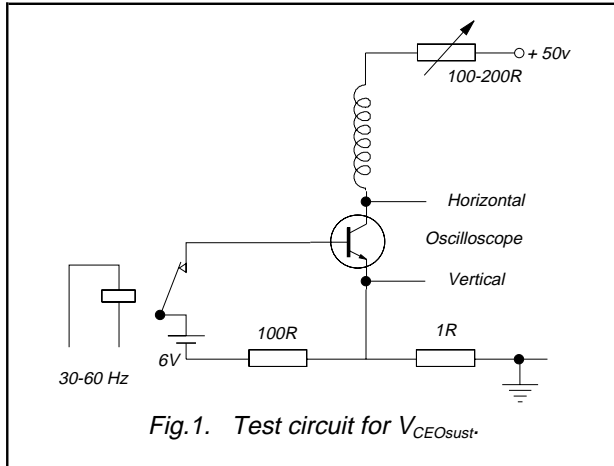 + 50v
100-200R
Horizontal
Oscilloscope
Vertical
100R
1R
6V
30-60 Hz
Fig.1. Test circuit for VCEOsust.